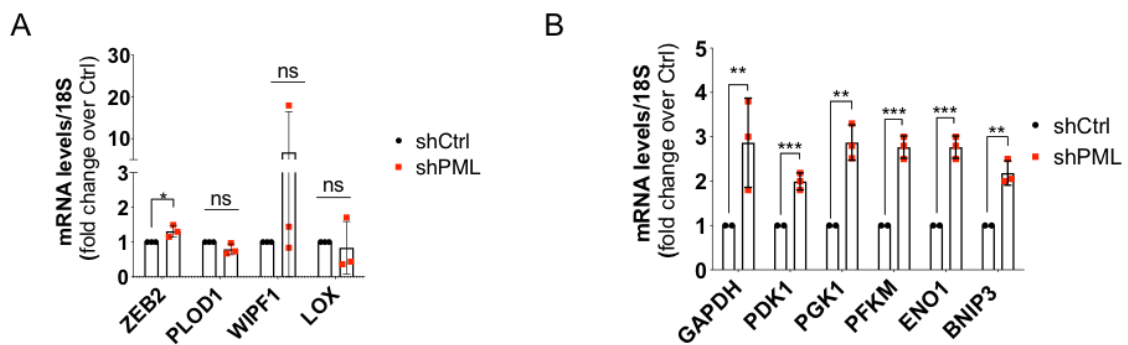 A
mRNA levels/18S
(fold change over Ctrl)
30
20
10
3
2
1
0
*
ns
ns
ns
ZEB2
PLOD1
WIPF1
LOX
shCtrl
shPML
B
mRNA levels/18S
(fold change over Ctrl)
5
4
3
2
1
0
**
***
**
***
***
**
GAPDH
PDK1
PGK1
PFKM
ENO1
BNIP3
shCtrl
shPML